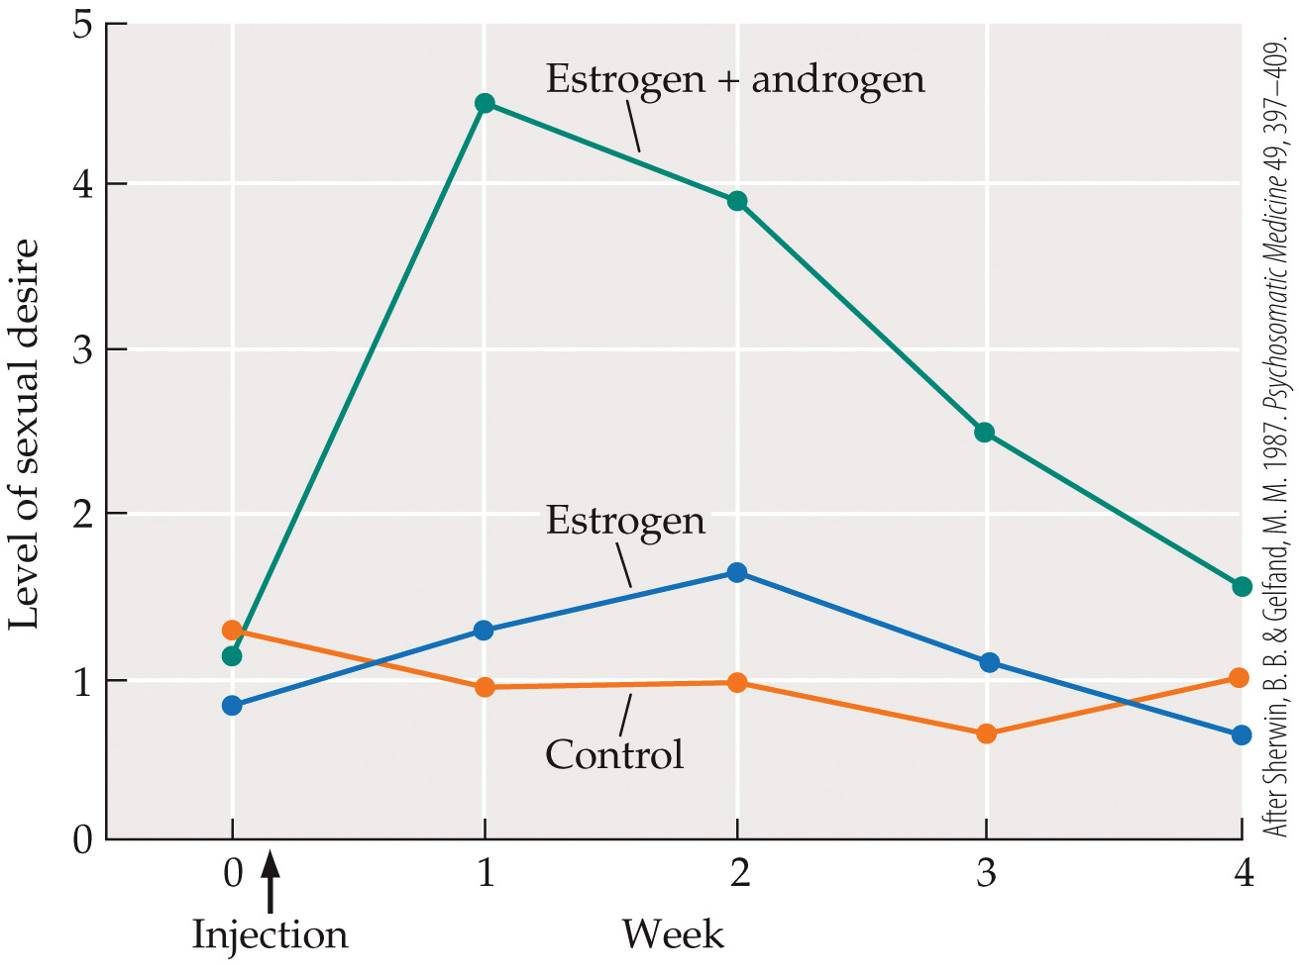 5
4
3
2
1
0
Level of sexual desire
Estrogen + androgen
Estrogen
Control
0
1
2
3
4
Injection
Week
After Sherwin, B. B. & Gelfand, M. M. 1987. Psychosomatic Medicine 49, 397–409.